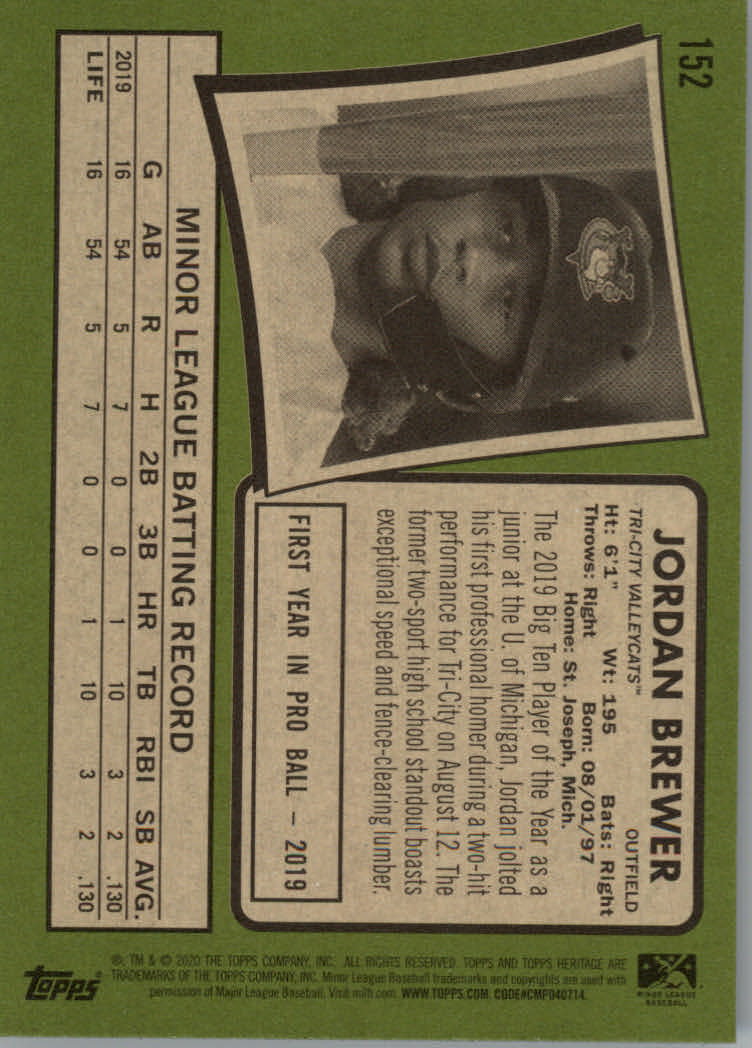 152
JORDAN BREWER
TRI-CITY VALLEYCATS™ OUTFIELD
Ht: 6'1" Wt: 195 Bats: Right
Throws: Right Born: 08/01/97
Home: St. Joseph, Mich.
The 2019 Big Ten Player of the Year as a
junior at the U. of Michigan, Jordan jolted
his first professional homer during a two-hit
performance for Tri-City on August 12. The
former two-sport high school standout boasts
exceptional speed and fence-clearing lumber.
FIRST YEAR IN PRO BALL – 2019
MINOR LEAGUE BATTING RECORD
G AB R H 2B 3B HR TB RBI SB AVG.
2019 16 54 5 7 0 0 1 10 3 2 .130
LIFE 16 54 5 7 0 0 1 10 3 2 .130
MINOR LEAGUE
BASEBALL
®, TM & © 2020 THE TOPPS COMPANY, INC. ALL RIGHTS RESERVED. TOPPS AND TOPPS HERITAGE ARE
TRADEMARKS OF THE TOPPS COMPANY, INC. Minor League Baseball trademarks and copyrights are used with
permission of Major League Baseball. Visit milb.com. WWW.TOPPS.COM. CODE#CMP040714.
topps®